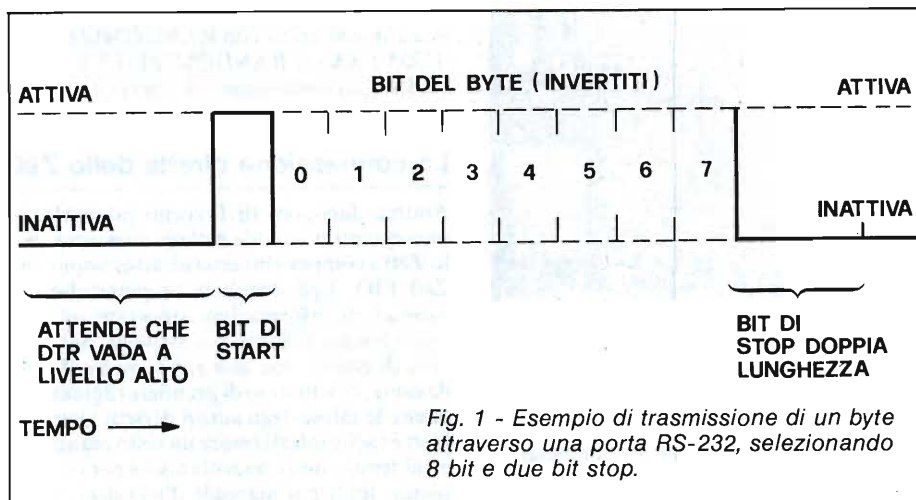 BIT DEL BYTE (INVERTITI)
ATTIVA
ATTIVA
0 1 2 3 4 5 6 7
INATTIVA
INATTIVA
ATTENDE CHE
DTR VADA A
LIVELLO ALTO
BIT DI
START
BIT DI
STOP DOPPIA
LUNGHEZZA
TEMPO
Fig. 1 - Esempio di trasmissione di un byte
attraverso una porta RS-232, selezionando
8 bit e due bit stop.